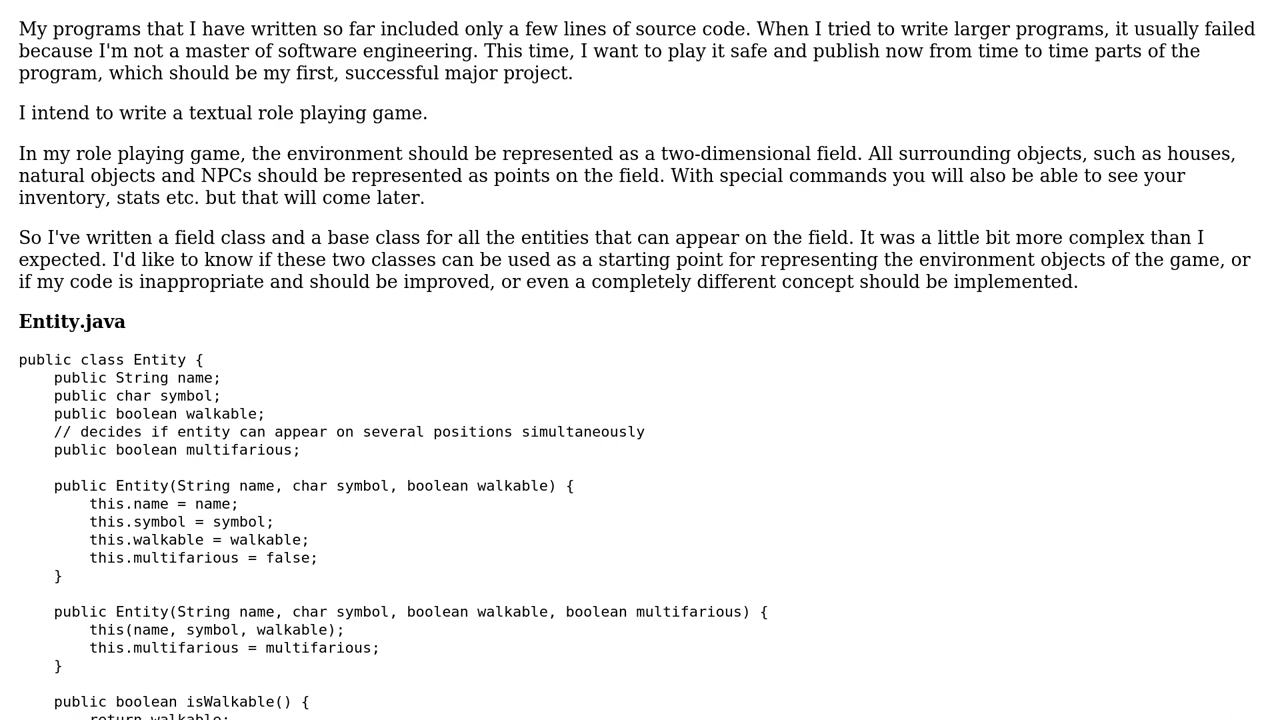 My programs that I have written so far included only a few lines of source code. When I tried to write larger programs, it usually failed
because I'm not a master of software engineering. This time, I want to play it safe and publish now from time to time parts of the
program, which should be my first, successful major project.
I intend to write a textual role playing game.
In my role playing game, the environment should be represented as a two-dimensional field. All surrounding objects, such as houses,
natural objects and NPCs should be represented as points on the field. With special commands you will also be able to see your
inventory, stats etc. but that will come later.
So I've written a field class and a base class for all the entities that can appear on the field. It was a little bit more complex than I
expected. I'd like to know if these two classes can be used as a starting point for representing the environment objects of the game, or
if my code is inappropriate and should be improved, or even a completely different concept should be implemented.
Entity.java
public class Entity {
    public String name;
    public char symbol;
    public boolean walkable;
    // decides if entity can appear on several positions simultaneously
    public boolean multifarious;
    public Entity(String name, char symbol, boolean walkable) {
        this.name = name;
        this.symbol = symbol;
        this.walkable = walkable;
        this.multifarious = false;
    }
    public Entity(String name, char symbol, boolean walkable, boolean multifarious) {
        this(name, symbol, walkable);
        this.multifarious = multifarious;
    }
    public boolean isWalkable() {
        return walkable;